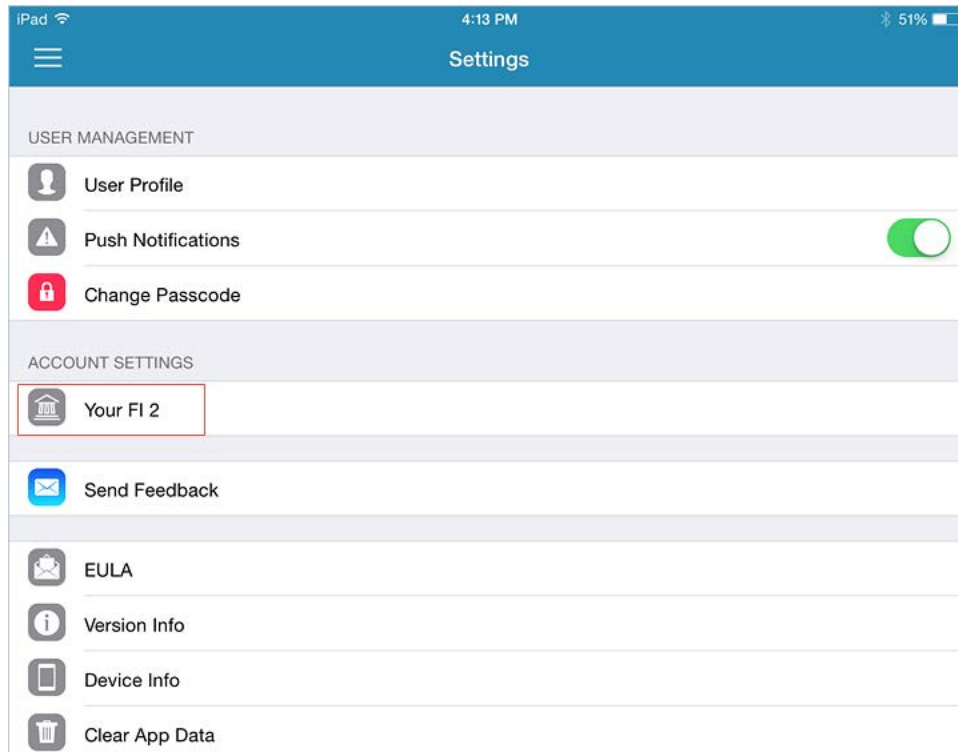 iPad 4:13 PM 51%
Settings
USER MANAGEMENT
User Profile
Push Notifications
Change Passcode
ACCOUNT SETTINGS
Your FI 2
Send Feedback
EULA
Version Info
Device Info
Clear App Data